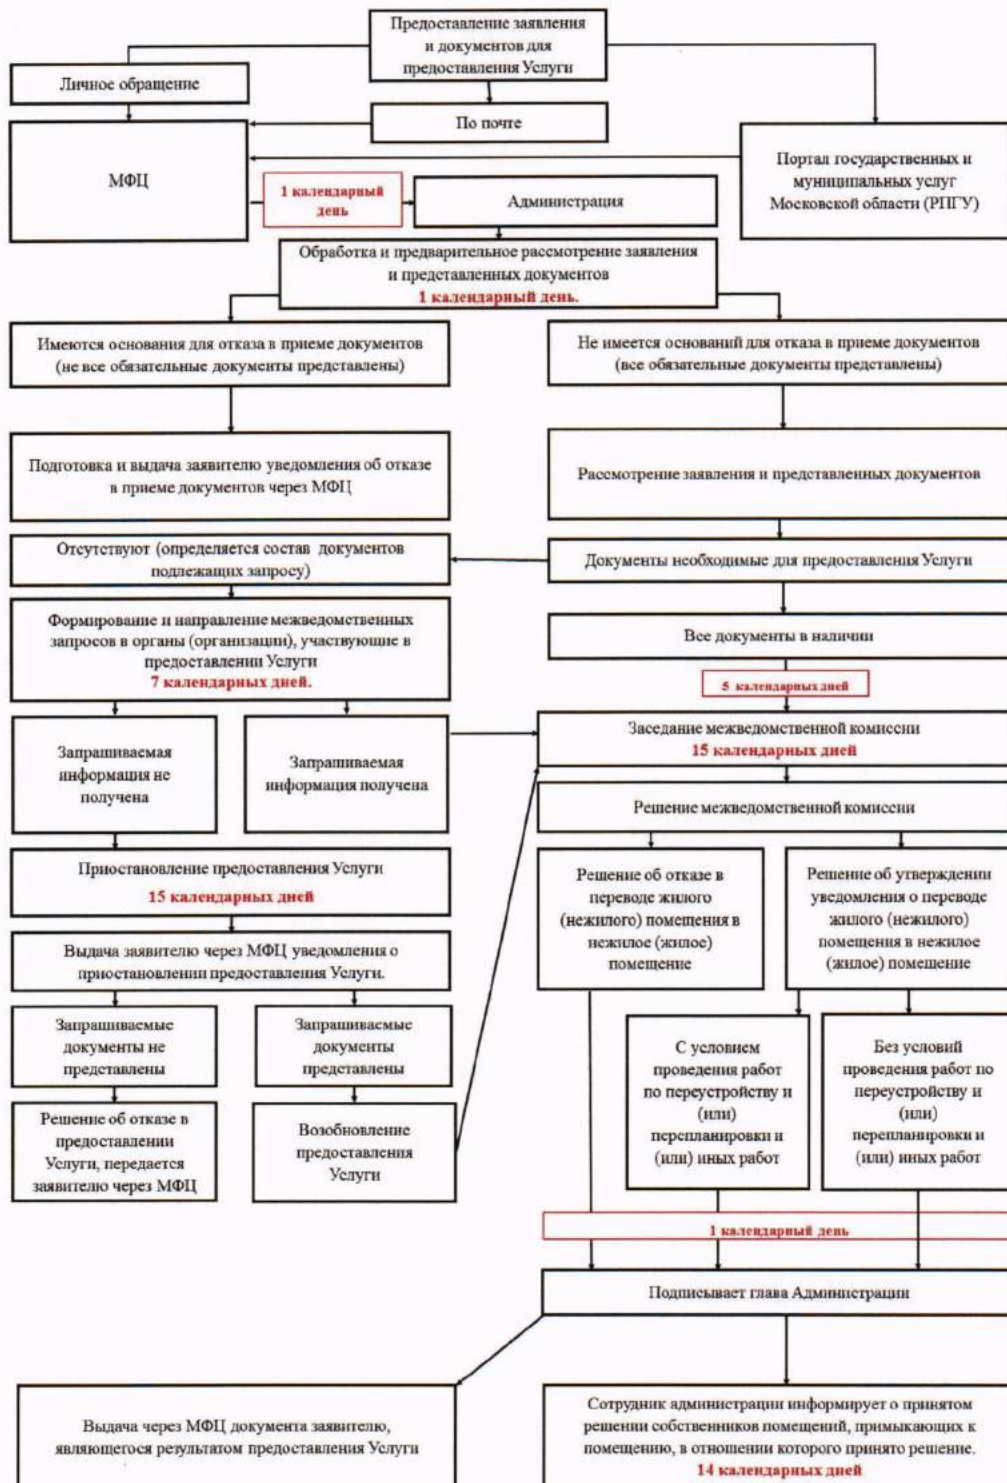 Предоставление заявления
и документов для
предоставления Услуги
Личное обращение
По почте
МФЦ
Портал государственных и
муниципальных услуг
Московской области (РПГУ)
1 календарный
день
Администрация
Обработка и предварительное рассмотрение заявления
и представленных документов
1 календарный день.
Имеются основания для отказа в приеме документов
(не все обязательные документы представлены)
Не имеется оснований для отказа в приеме документов
(все обязательные документы представлены)
Подготовка и выдача заявителю уведомления об отказе
в приеме документов через МФЦ
Рассмотрение заявления и представленных документов
Отсутствуют (определяется состав документов
подлежащих запросу)
Документы необходимые для предоставления Услуги
Формирование и направление межведомственных
запросов в органы (организации), участвующие в
предоставлении Услуги
7 календарных дней.
Все документы в наличии
5 календарных дней
Запрашиваемая
информация не
получена
Запрашиваемая
информация получена
Заседание межведомственной комиссии
15 календарных дней
Решение межведомственной комиссии
Приостановление предоставления Услуги
15 календарных дней
Решение об отказе в
переводе жилого
(нежилого) помещения в
нежилое (жилое)
помещение
Решение об утверждении
уведомления о переводе
жилого (нежилого)
помещения в нежилое
(жилое) помещение
Выдача заявителю через МФЦ уведомления о
приостановлении предоставления Услуги.
Запрашиваемые
документы не
представлены
Запрашиваемые
документы
представлены
С условием
проведения работ
по переустройству и
(или)
перепланировки и
(или) иных работ
Без условий
проведения работ по
переустройству и
(или)
перепланировки и
(или) иных работ
Решение об отказе в
предоставлении
Услуги, передается
заявителю через МФЦ
Возобновление
предоставления
Услуги
1 календарный день
Подписывает глава Администрации
Выдача через МФЦ документа заявителю,
являющегося результатом предоставления Услуги
Сотрудник администрации информирует о принятом
решении собственников помещений, примыкающих к
помещению, в отношении которого принято решение.
14 календарных дней